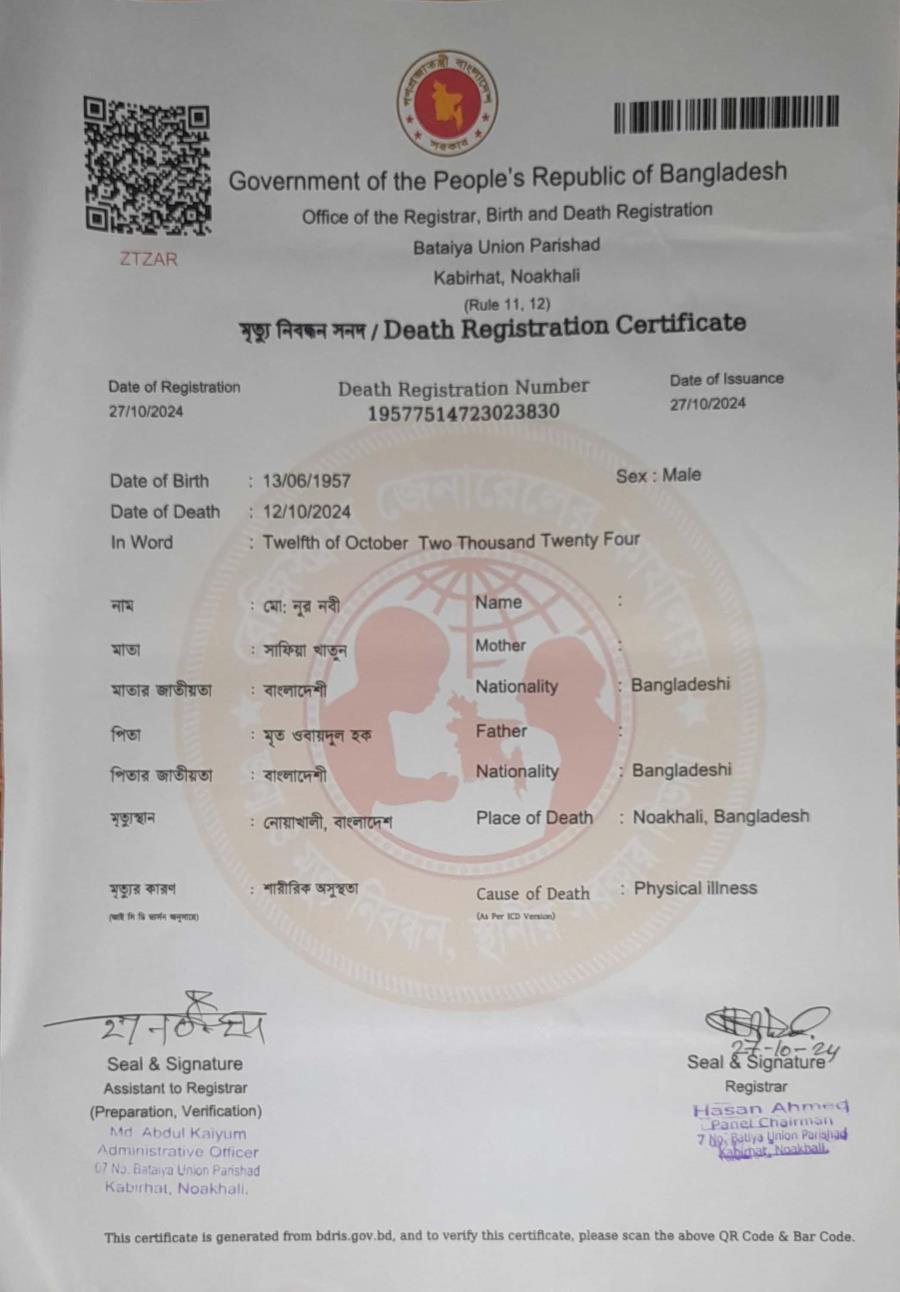 গণপ্রজাতন্ত্রী বাংলাদেশ
সরকার
ZTZAR
Government of the People's Republic of Bangladesh
Office of the Registrar, Birth and Death Registration
Bataiya Union Parishad
Kabirhat, Noakhali
(Rule 11, 12)
মৃত্যু নিবন্ধন সনদ / Death Registration Certificate
Date of Registration Death Registration Number Date of Issuance
27/10/2024 19577514723023830 27/10/2024
Date of Birth : 13/06/1957 Sex : Male
Date of Death : 12/10/2024
In Word : Twelfth of October Two Thousand Twenty Four
নাম : মো: নূর নবী Name :
মাতা : সাফিয়া খাতুন Mother :
মাতার জাতীয়তা : বাংলাদেশী Nationality : Bangladeshi
পিতা : মৃত ওবায়দুল হক Father :
পিতার জাতীয়তা : বাংলাদেশী Nationality : Bangladeshi
মৃত্যুস্থান : নোয়াখালী, বাংলাদেশ Place of Death : Noakhali, Bangladesh
মৃত্যুর কারণ : শারীরিক অসুস্থতা Cause of Death : Physical illness
(আই সি ডি ভার্সন অনুসারে) (As Per ICD Version)
27-10-24
Seal & Signature Seal & Signature
Assistant to Registrar Registrar
(Preparation, Verification)
Md. Abdul Kaiyum Hasan Ahmed
Administrative Officer Panel Chairman
07 No. Bataiya Union Parishad 7 No. Batiya Union Parishad
Kabirhat, Noakhali. Kabirhat, Noakhali.
This certificate is generated from bdris.gov.bd, and to verify this certificate, please scan the above QR Code & Bar Code.